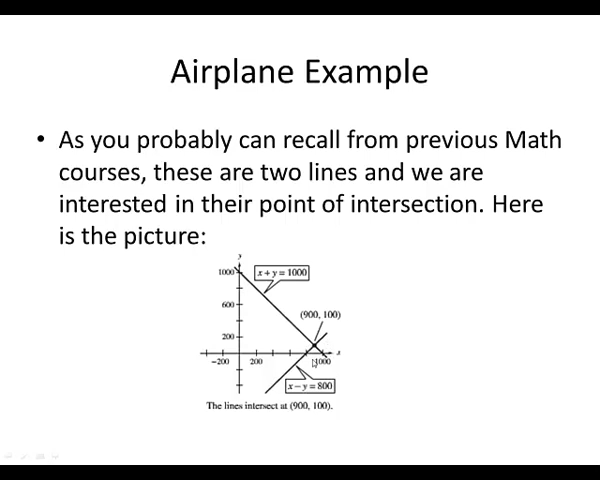 Airplane Example
• As you probably can recall from previous Math
courses, these are two lines and we are
interested in their point of intersection. Here
is the picture:
y
1000
x + y = 1000
600
(900, 100)
200
x
−200
200
1000
x − y = 800
The lines intersect at (900, 100).